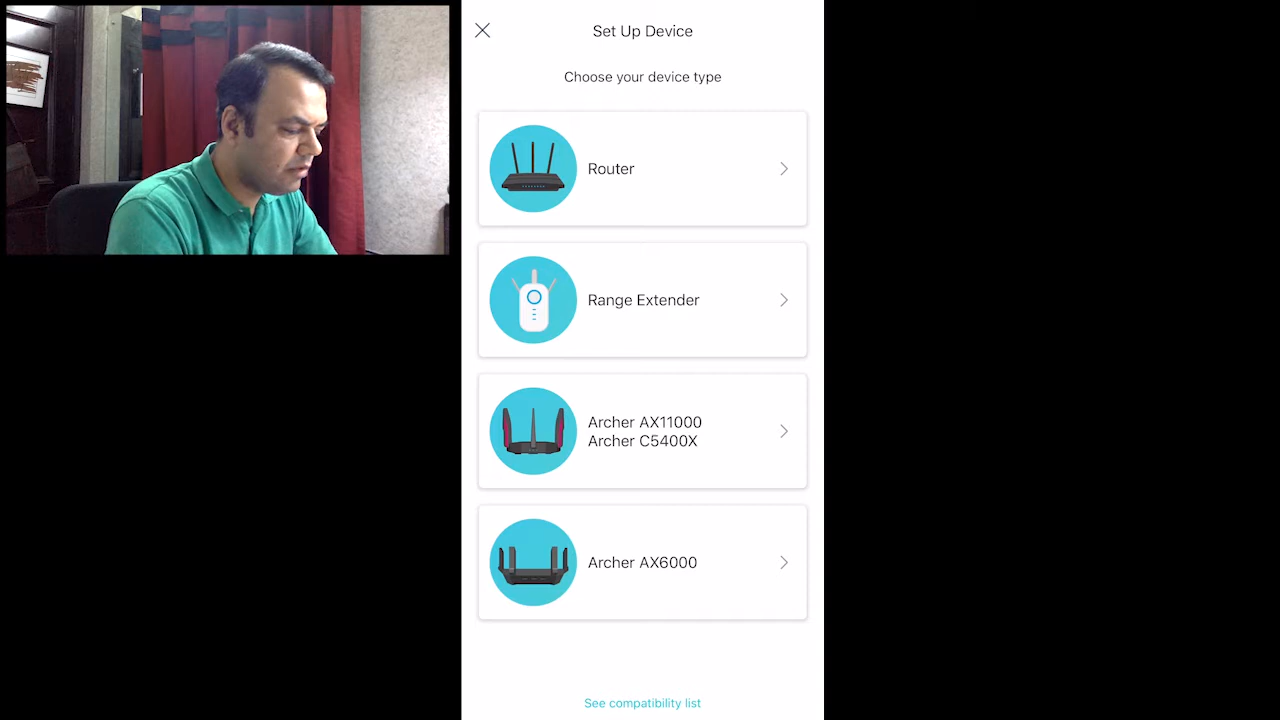 Set Up Device
Choose your device type
Router
Range Extender
Archer AX11000
Archer C5400X
Archer AX6000
See compatibility list